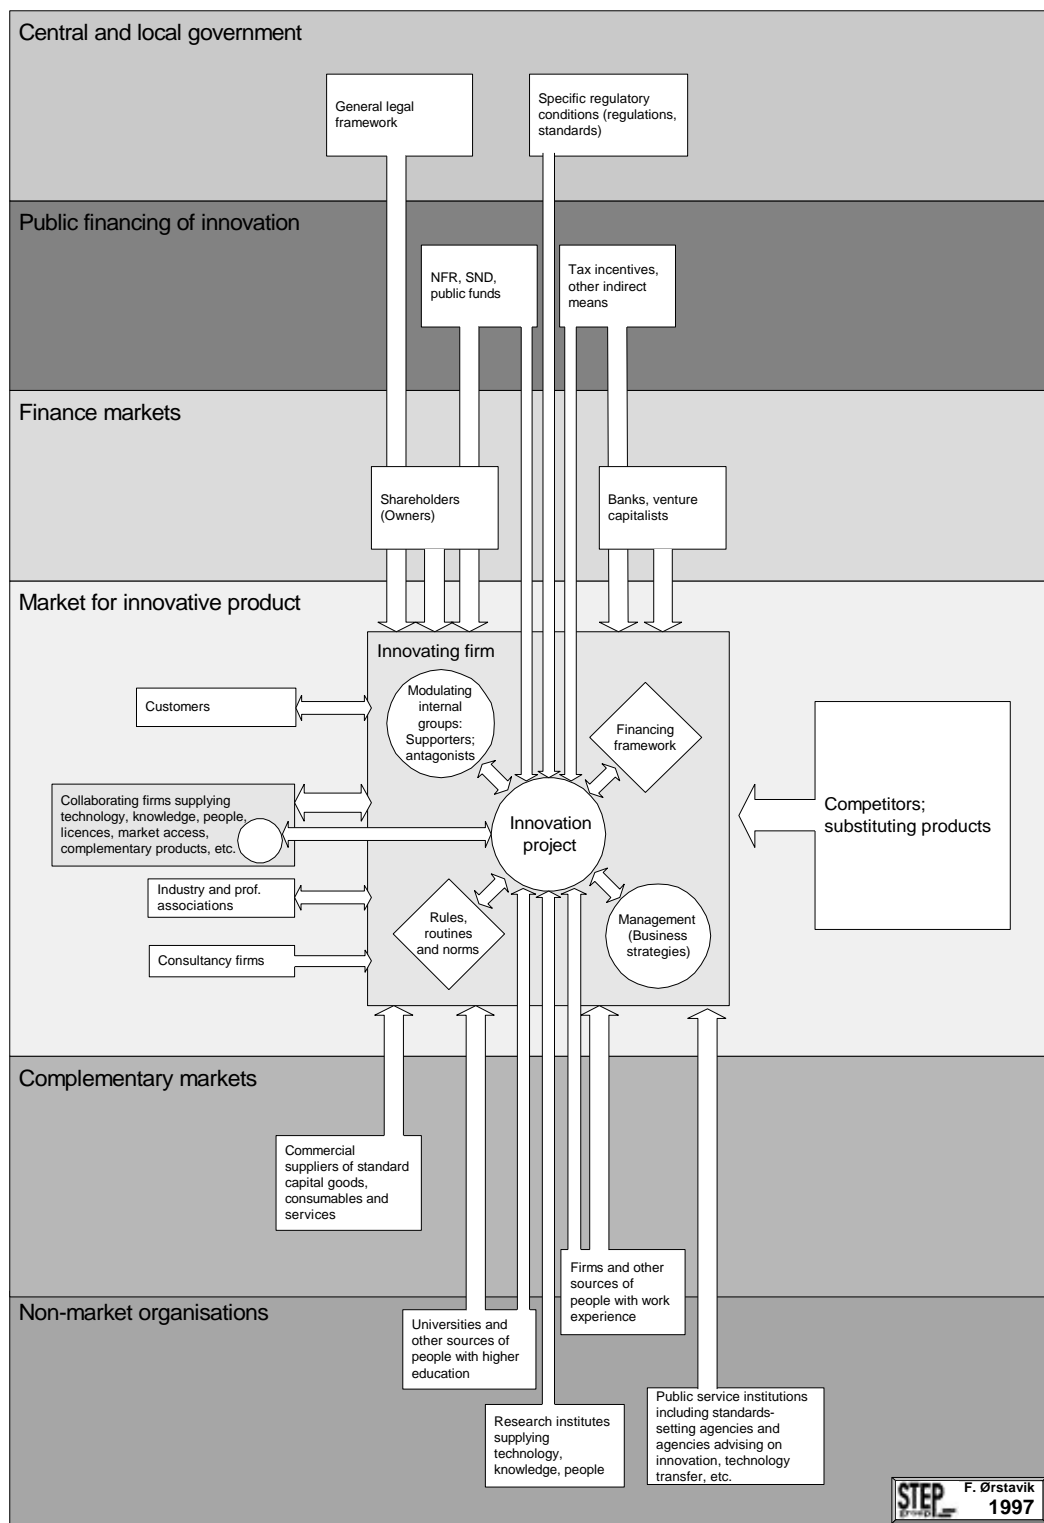 Central and local government
General legal
framework
Specific regulatory
conditions (regulations,
standards)
Public financing of innovation
NFR, SND,
public funds
Tax incentives,
other indirect
means
Finance markets
Shareholders
(Owners)
Banks, venture
capitalists
Market for innovative product
Innovating firm
Modulating
internal
groups:
Supporters;
antagonists
Financing
framework
Customers
Collaborating firms supplying
technology, knowledge, people,
licences, market access,
complementary products, etc.
Innovation
project
Competitors;
substituting products
Industry and prof.
associations
Rules,
routines
and norms
Management
(Business
strategies)
Consultancy firms
Complementary markets
Commercial
suppliers of standard
capital goods,
consumables and
services
Firms and other
sources of
people with work
experience
Non-market organisations
Universities and
other sources of
people with higher
education
Research institutes
supplying
technology,
knowledge, people
Public service institutions
including standards-
setting agencies and
agencies advising on
innovation, technology
transfer, etc.
STEP
group
F. Ørstavik
1997